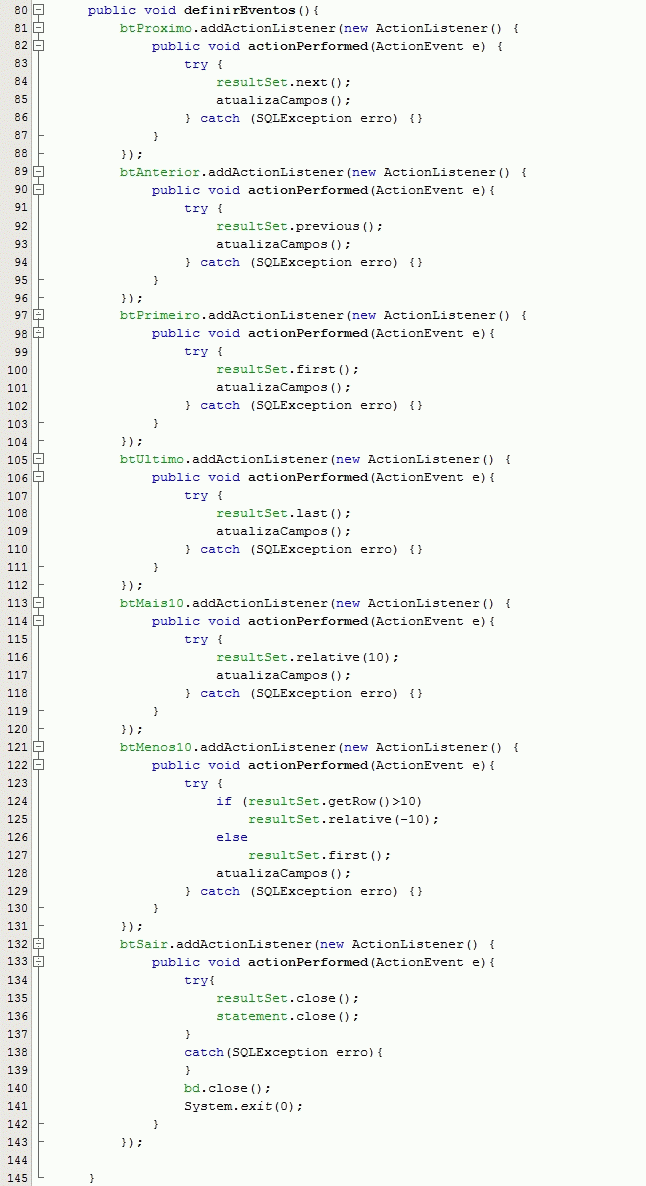 80 public void definirEventos(){
81 btProximo.addActionListener(new ActionListener() {
82 public void actionPerformed(ActionEvent e) {
83 try {
84 resultSet.next();
85 atualizaCampos();
86 } catch (SQLException erro) {}
87 }
88 });
89 btAnterior.addActionListener(new ActionListener() {
90 public void actionPerformed(ActionEvent e){
91 try {
92 resultSet.previous();
93 atualizaCampos();
94 } catch (SQLException erro) {}
95 }
96 });
97 btPrimeiro.addActionListener(new ActionListener() {
98 public void actionPerformed(ActionEvent e){
99 try {
100 resultSet.first();
101 atualizaCampos();
102 } catch (SQLException erro) {}
103 }
104 });
105 btUltimo.addActionListener(new ActionListener() {
106 public void actionPerformed(ActionEvent e){
107 try {
108 resultSet.last();
109 atualizaCampos();
110 } catch (SQLException erro) {}
111 }
112 });
113 btMais10.addActionListener(new ActionListener() {
114 public void actionPerformed(ActionEvent e){
115 try {
116 resultSet.relative(10);
117 atualizaCampos();
118 } catch (SQLException erro) {}
119 }
120 });
121 btMenos10.addActionListener(new ActionListener() {
122 public void actionPerformed(ActionEvent e){
123 try {
124 if (resultSet.getRow()>10)
125 resultSet.relative(-10);
126 else
127 resultSet.first();
128 atualizaCampos();
129 } catch (SQLException erro) {}
130 }
131 });
132 btSair.addActionListener(new ActionListener() {
133 public void actionPerformed(ActionEvent e){
134 try{
135 resultSet.close();
136 statement.close();
137 }
138 catch(SQLException erro){
139 }
140 bd.close();
141 System.exit(0);
142 }
143 });
144
145 }